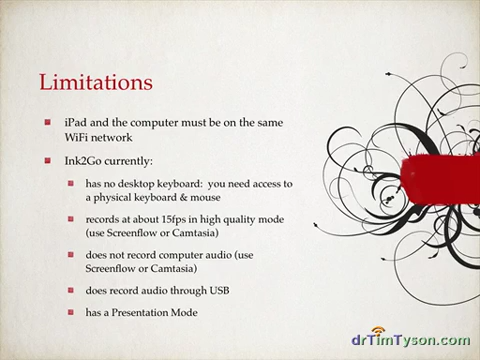 Limitations
iPad and the computer must be on the same
WiFi network
Ink2Go currently:
has no desktop keyboard:  you need access to
a physical keyboard & mouse
records at about 15fps in high quality mode
(use Screenflow or Camtasia)
does not record computer audio (use
Screenflow or Camtasia)
does record audio through USB
has a Presentation Mode
drTimTyson.com